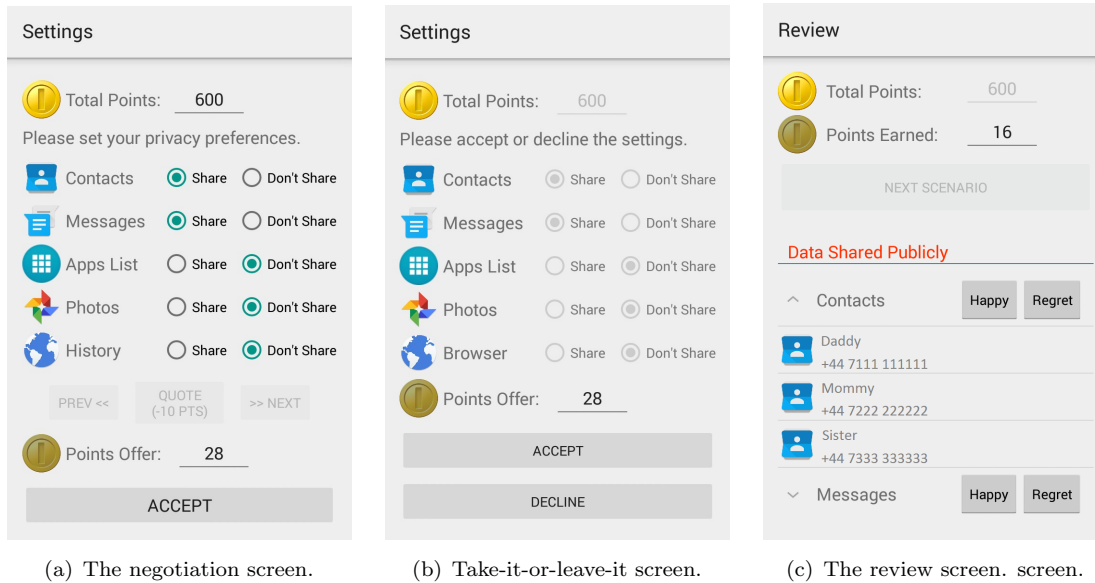 Settings
Total Points: 600
Please set your privacy preferences.
Contacts Share Don't Share
Messages Share Don't Share
Apps List Share Don't Share
Photos Share Don't Share
History Share Don't Share
PREV << QUOTE (-10 PTS) >> NEXT
Points Offer: 28
ACCEPT
(a) The negotiation screen.
Settings
Total Points: 600
Please accept or decline the settings.
Contacts Share Don't Share
Messages Share Don't Share
Apps List Share Don't Share
Photos Share Don't Share
Browser Share Don't Share
Points Offer: 28
ACCEPT
DECLINE
(b) Take-it-or-leave-it screen.
Review
Total Points: 600
Points Earned: 16
NEXT SCENARIO
Data Shared Publicly
Contacts Happy Regret
Daddy
+44 7111 111111
Mommy
+44 7222 222222
Sister
+44 7333 333333
Messages Happy Regret
(c) The review screen. screen.